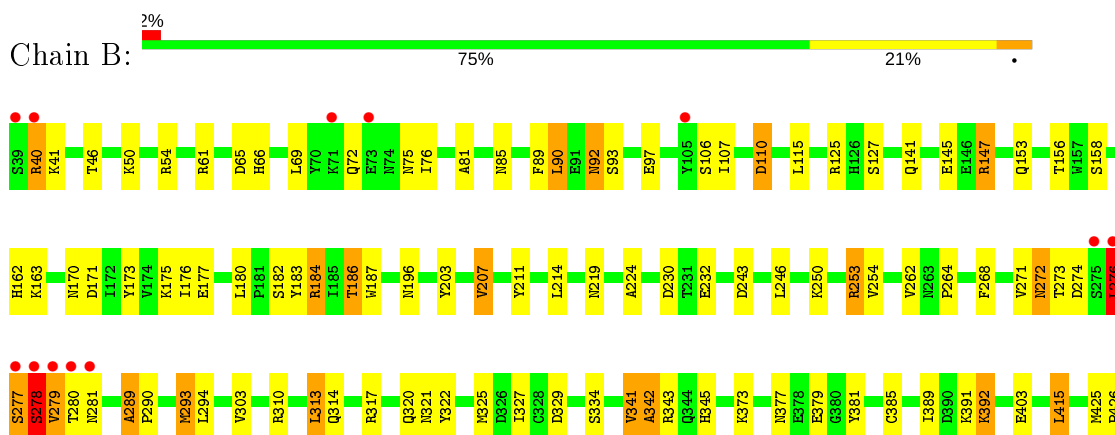 2%
Chain B:
75% 21% •
S39 R40 K41 T46 K50 R54 R61 D65 H66 L69 Y70 K71 Q72 E73 N74 N75 I76 A81 N85 F89 L90 E91 N92 S93 E97 Y105 S106 I107 D110 L115 R125 H126 S127 Q141 E145 E146 R147 Q153 T156 W157 S158
H162 K163 N170 D171 I172 Y173 V174 K175 I176 E177 L180 P181 S182 Y183 R184 I185 T186 W187 N196 Y203 V207 Y211 L214 N219 A224 D230 T231 E232 D243 L246 K250 R253 V254 V262 N263 P264 F268 V271 N272 T273 D274 S275 L276
S277 S278 V279 T280 N281 A289 P290 M293 L294 V303 R310 L313 Q314 R317 Q320 N321 Y322 M325 D326 I327 C328 D329 S334 V341 A342 R343 Q344 H345 K373 N377 E378 E379 G380 Y381 C385 I389 D390 K391 K392 E403 L415 M425